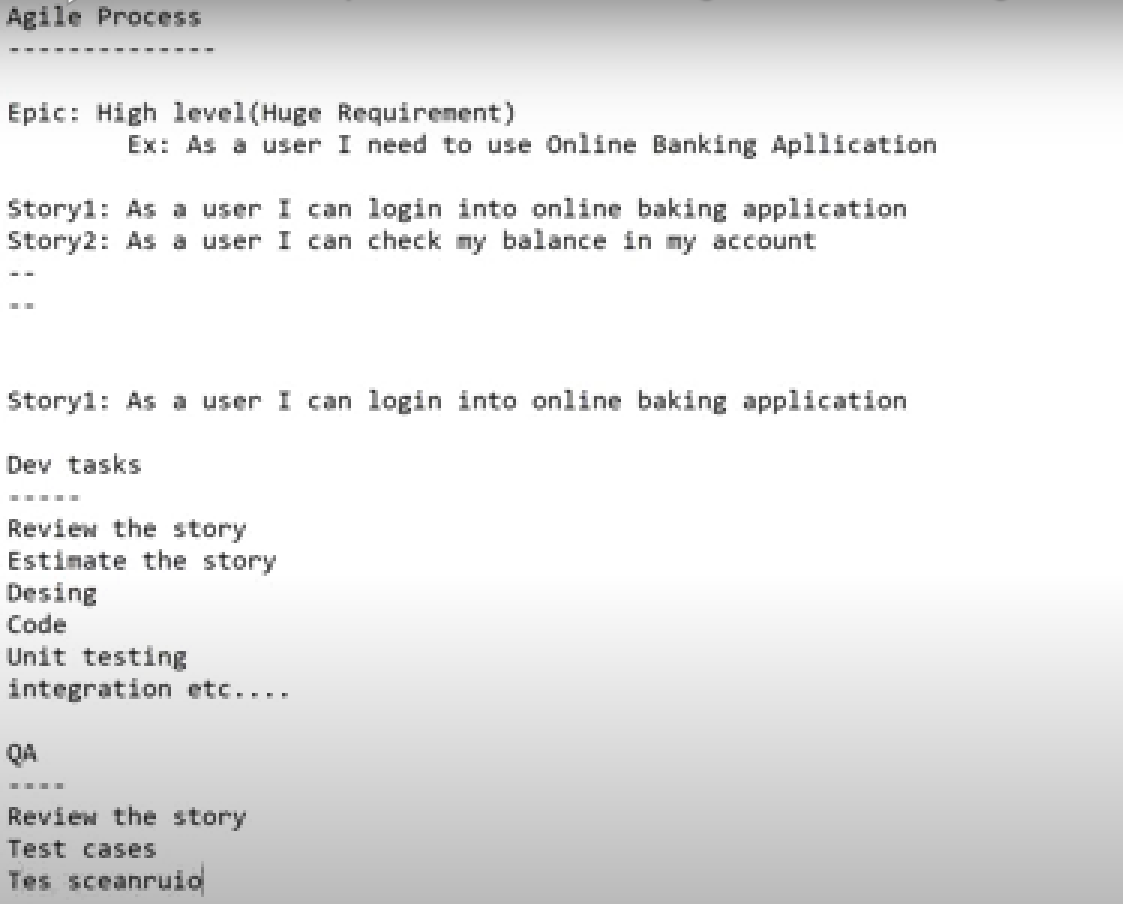 Agile Process
--------------
Epic: High level(Huge Requirement)
Ex: As a user I need to use Online Banking Apllication
Story1: As a user I can login into online baking application
Story2: As a user I can check my balance in my account
--
--
Story1: As a user I can login into online baking application
Dev tasks
-----
Review the story
Estimate the story
Desing
Code
Unit testing
integration etc....
QA
----
Review the story
Test cases
Tes sceanruio